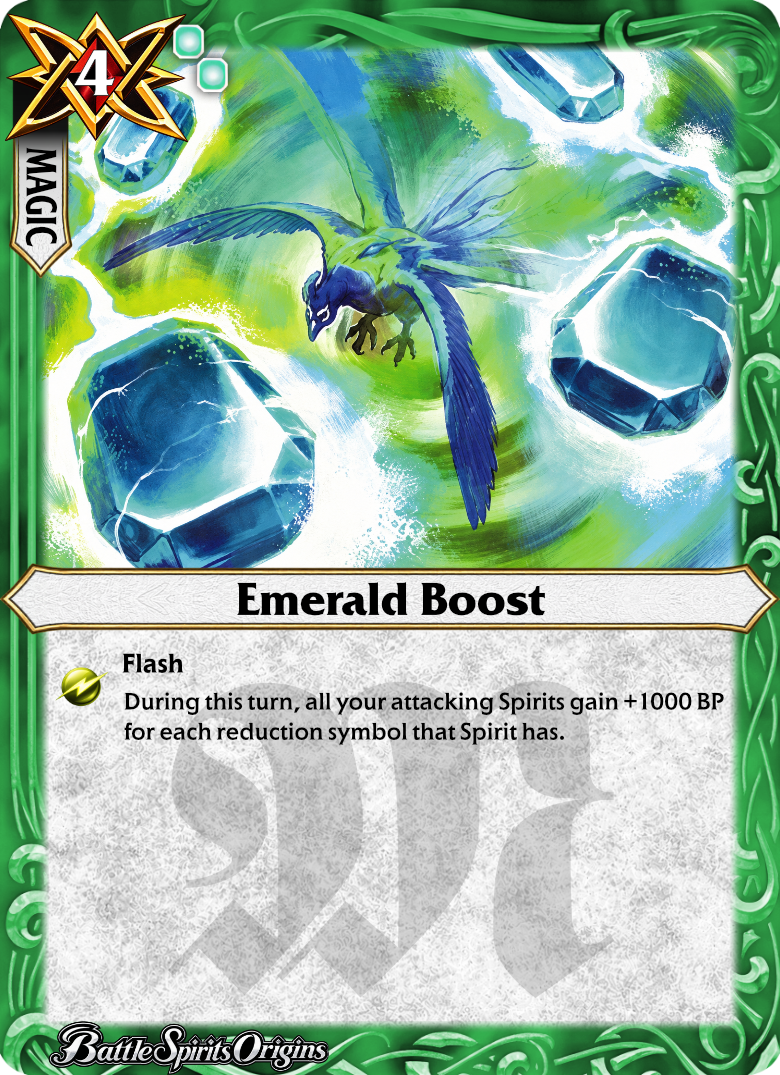 4
MAGIC
Emerald Boost
Flash
During this turn, all your attacking Spirits gain +1000 BP
for each reduction symbol that Spirit has.
M
Battle Spirits Origins